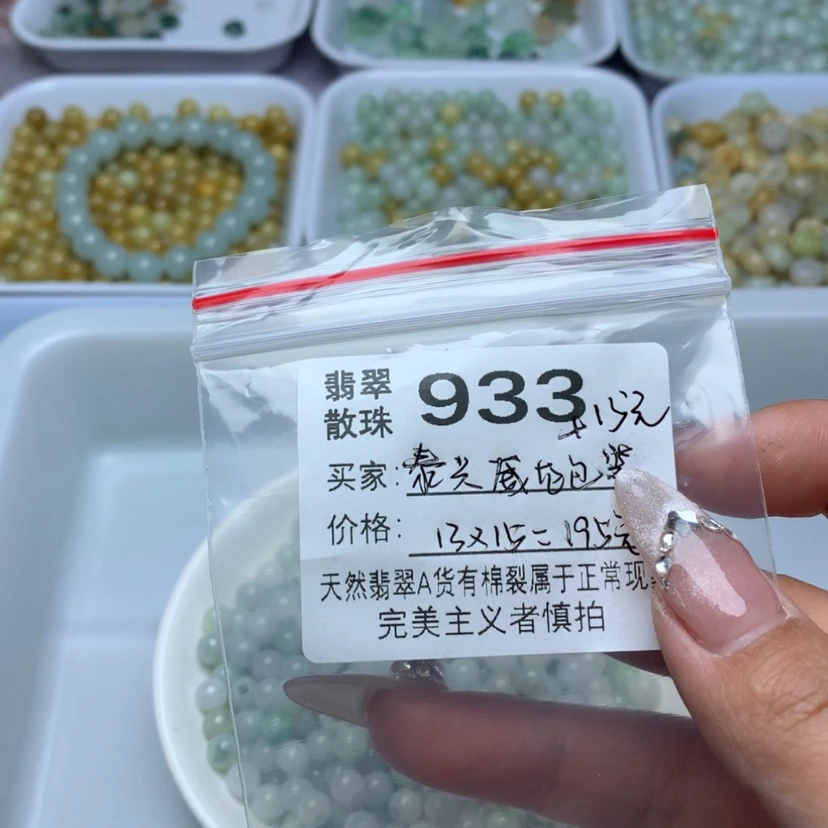 翡翠 933
散珠 +15元
买家: 泰兴
价格: 13×15=195元
天然翡翠A货有棉裂属于正常现
完美主义者慎拍